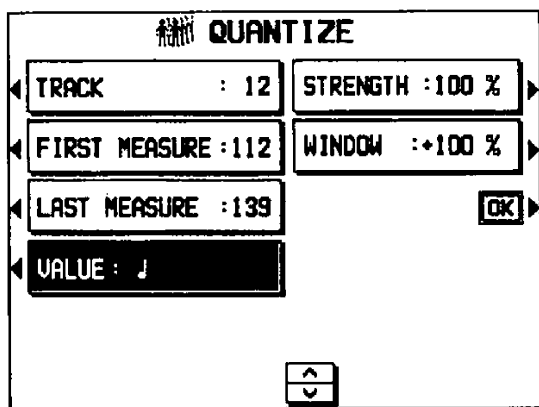 QUANTIZE
TRACK : 12
STRENGTH :100 %
FIRST MEASURE :112
WINDOW :+100 %
LAST MEASURE :139
OK
VALUE : ♩